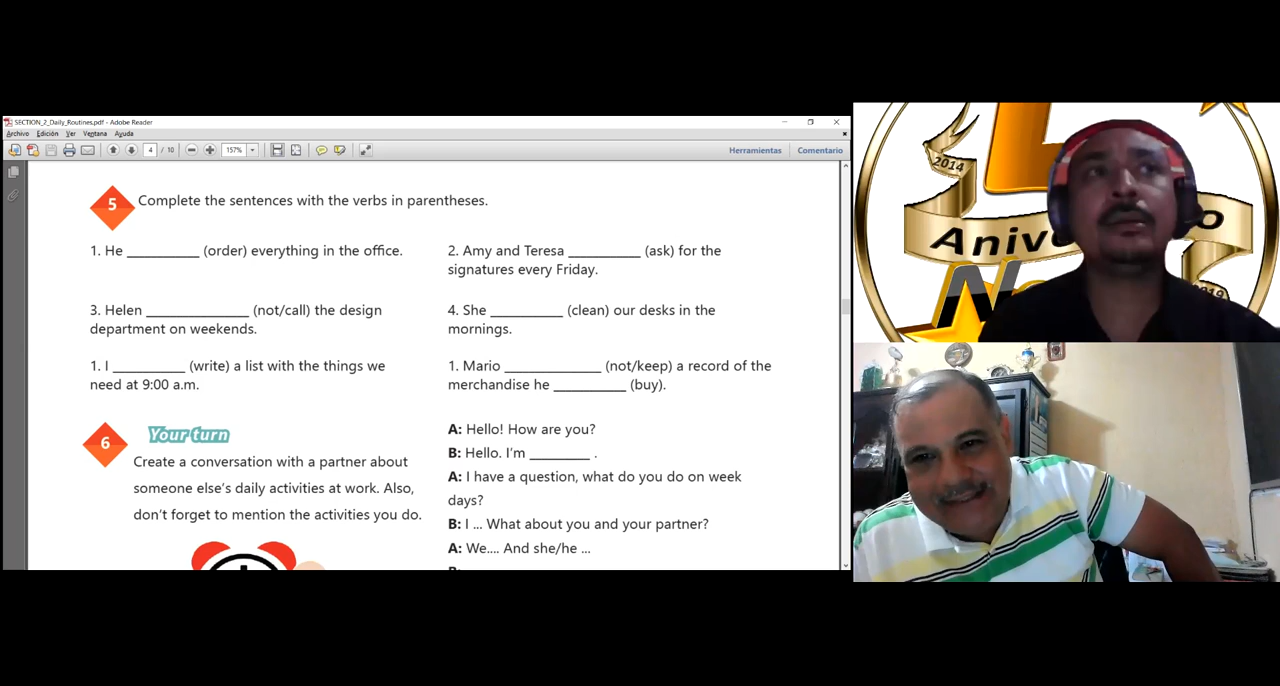 SECTION_2_Daily_Routines.pdf - Adobe Reader
Archivo Edición Ver Ventana Ayuda
4 / 10 157% Herramientas Comentario
5 Complete the sentences with the verbs in parentheses.
1. He __________ (order) everything in the office.
2. Amy and Teresa __________ (ask) for the
signatures every Friday.
3. Helen ______________ (not/call) the design
department on weekends.
4. She __________ (clean) our desks in the
mornings.
1. I __________ (write) a list with the things we
need at 9:00 a.m.
1. Mario _____________ (not/keep) a record of the
merchandise he __________ (buy).
6 Your turn
Create a conversation with a partner about
someone else's daily activities at work. Also,
don't forget to mention the activities you do.
A: Hello! How are you?
B: Hello. I'm ________ .
A: I have a question, what do you do on week
days?
B: I ... What about you and your partner?
A: We.... And she/he ...
2014
2019